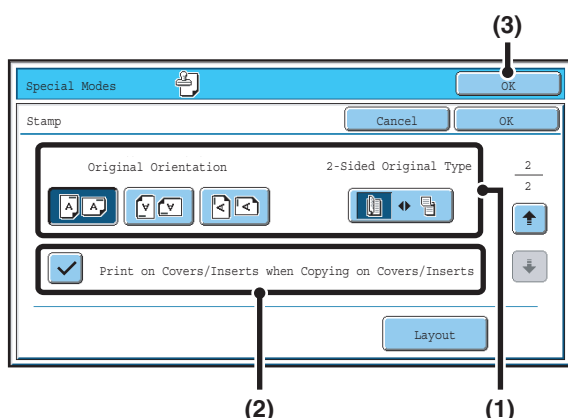 (3)
Special Modes
OK
Stamp
Cancel
OK
Original Orientation
2-Sided Original Type
2
2
Print on Covers/Inserts when Copying on Covers/Inserts
Layout
(2)
(1)